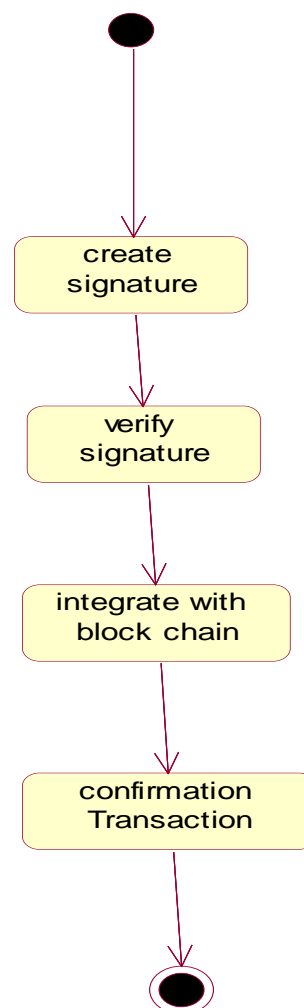 create
signature
verify
signature
integrate with
block chain
confirmation
Transaction